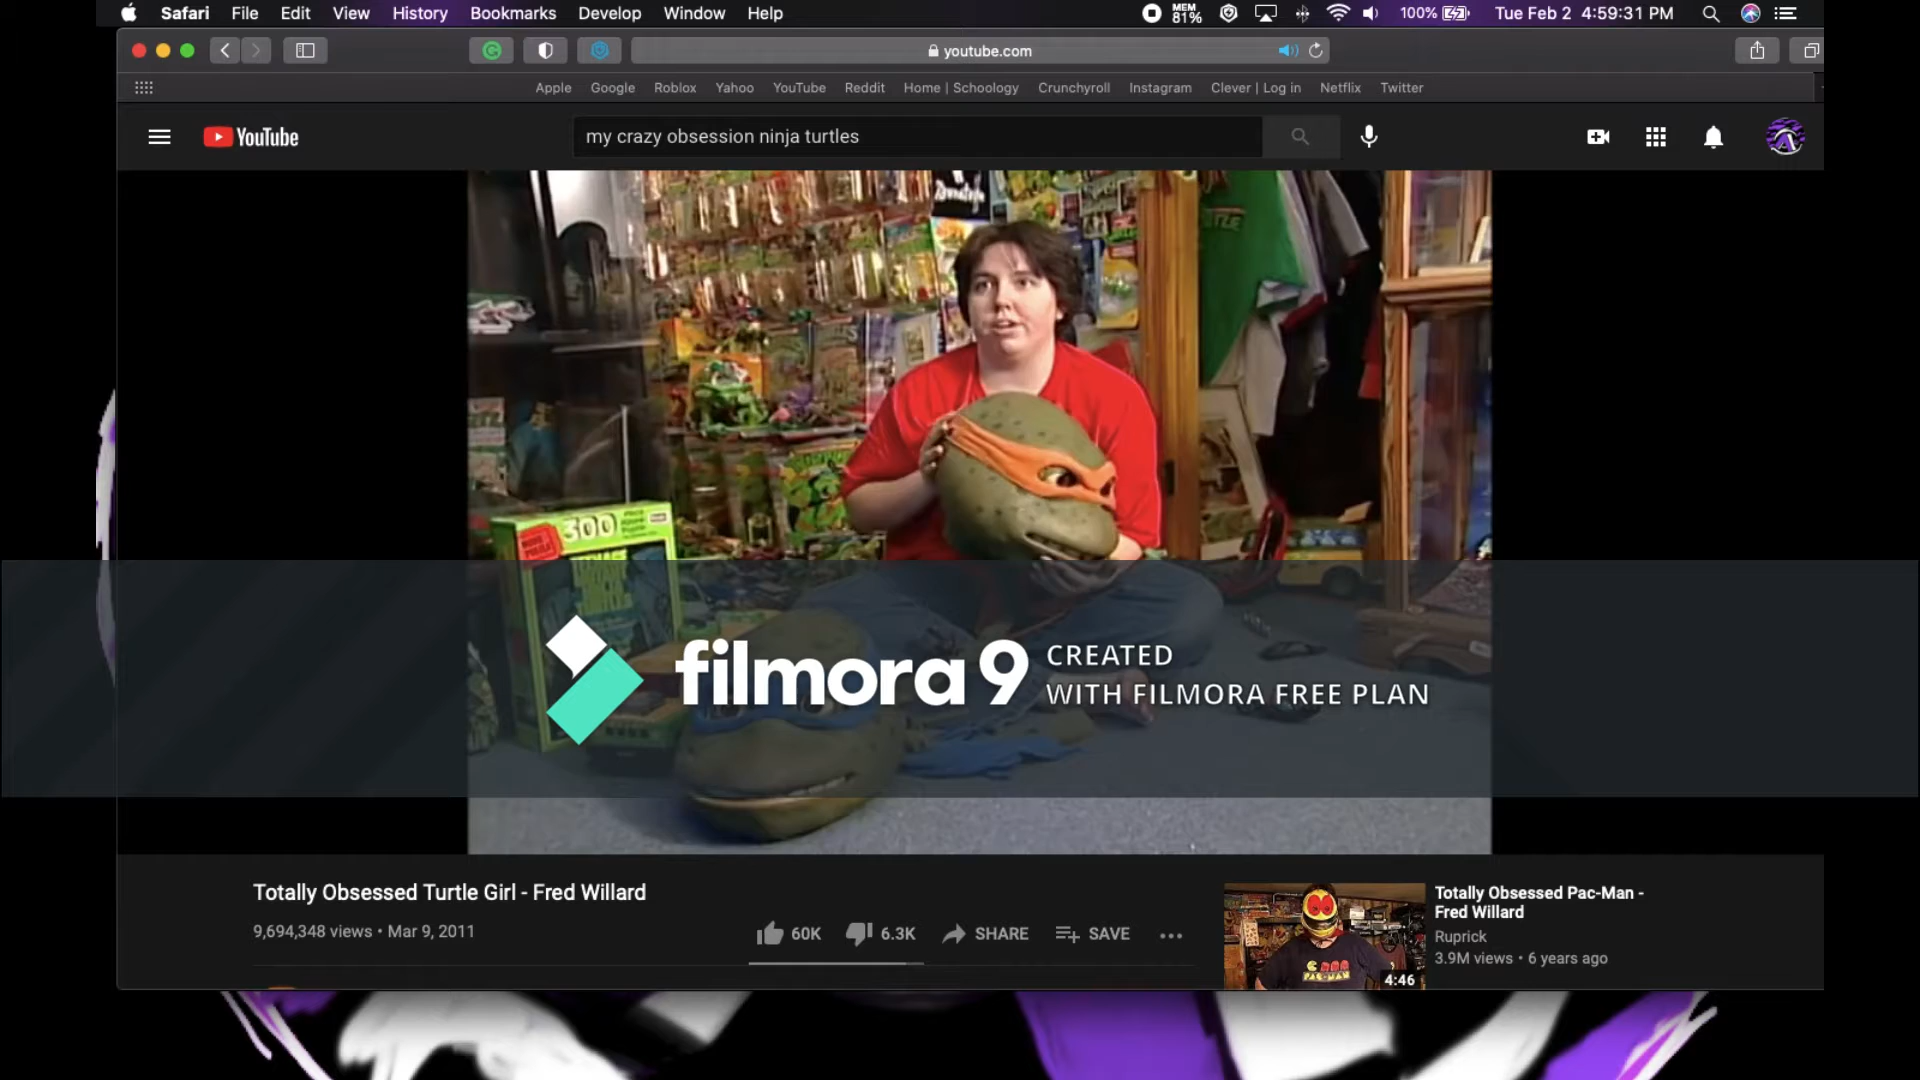 Safari File Edit View History Bookmarks Develop Window Help MEM 81% 100% Tue Feb 2 4:59:31 PM
youtube.com
Apple Google Roblox Yahoo YouTube Reddit Home | Schoology Crunchyroll Instagram Clever | Log in Netflix Twitter
YouTube
my crazy obsession ninja turtles
300
filmora 9
CREATED
WITH FILMORA FREE PLAN
Totally Obsessed Turtle Girl - Fred Willard
9,694,348 views • Mar 9, 2011
60K 6.3K SHARE SAVE
4:46
Totally Obsessed Pac-Man -
Fred Willard
Ruprick
3.9M views • 6 years ago